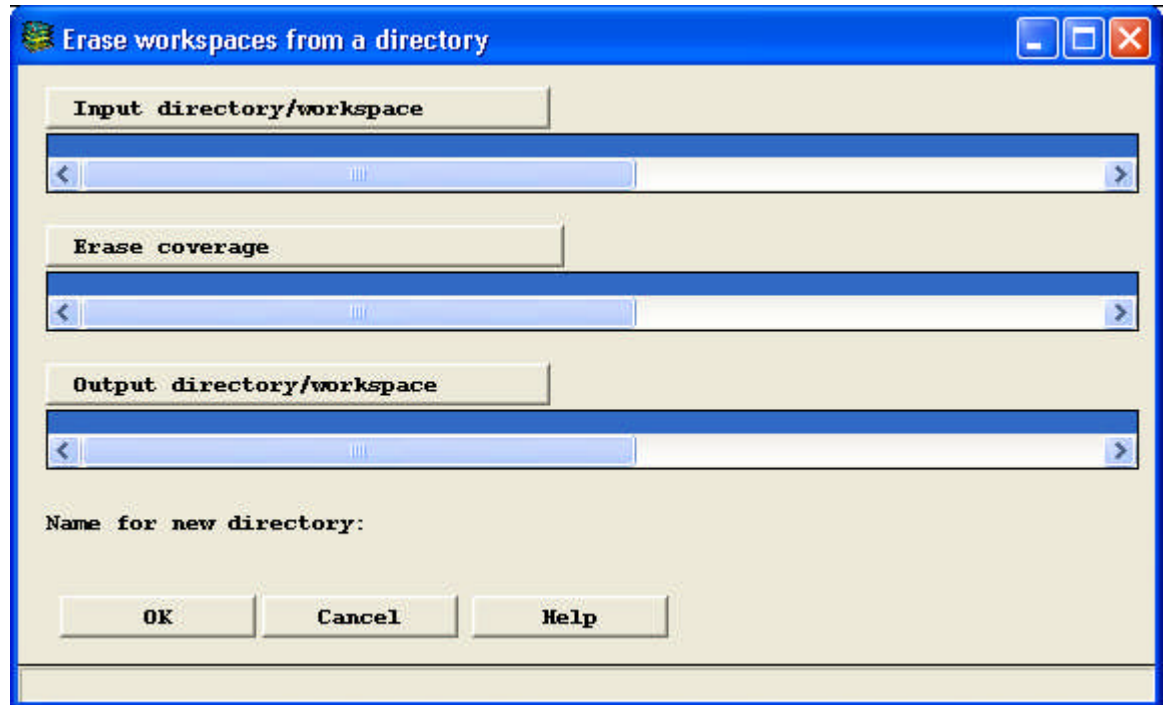 Erase workspaces from a directory
Input directory/workspace
Erase coverage
Output directory/workspace
Name for new directory:
OK Cancel Help